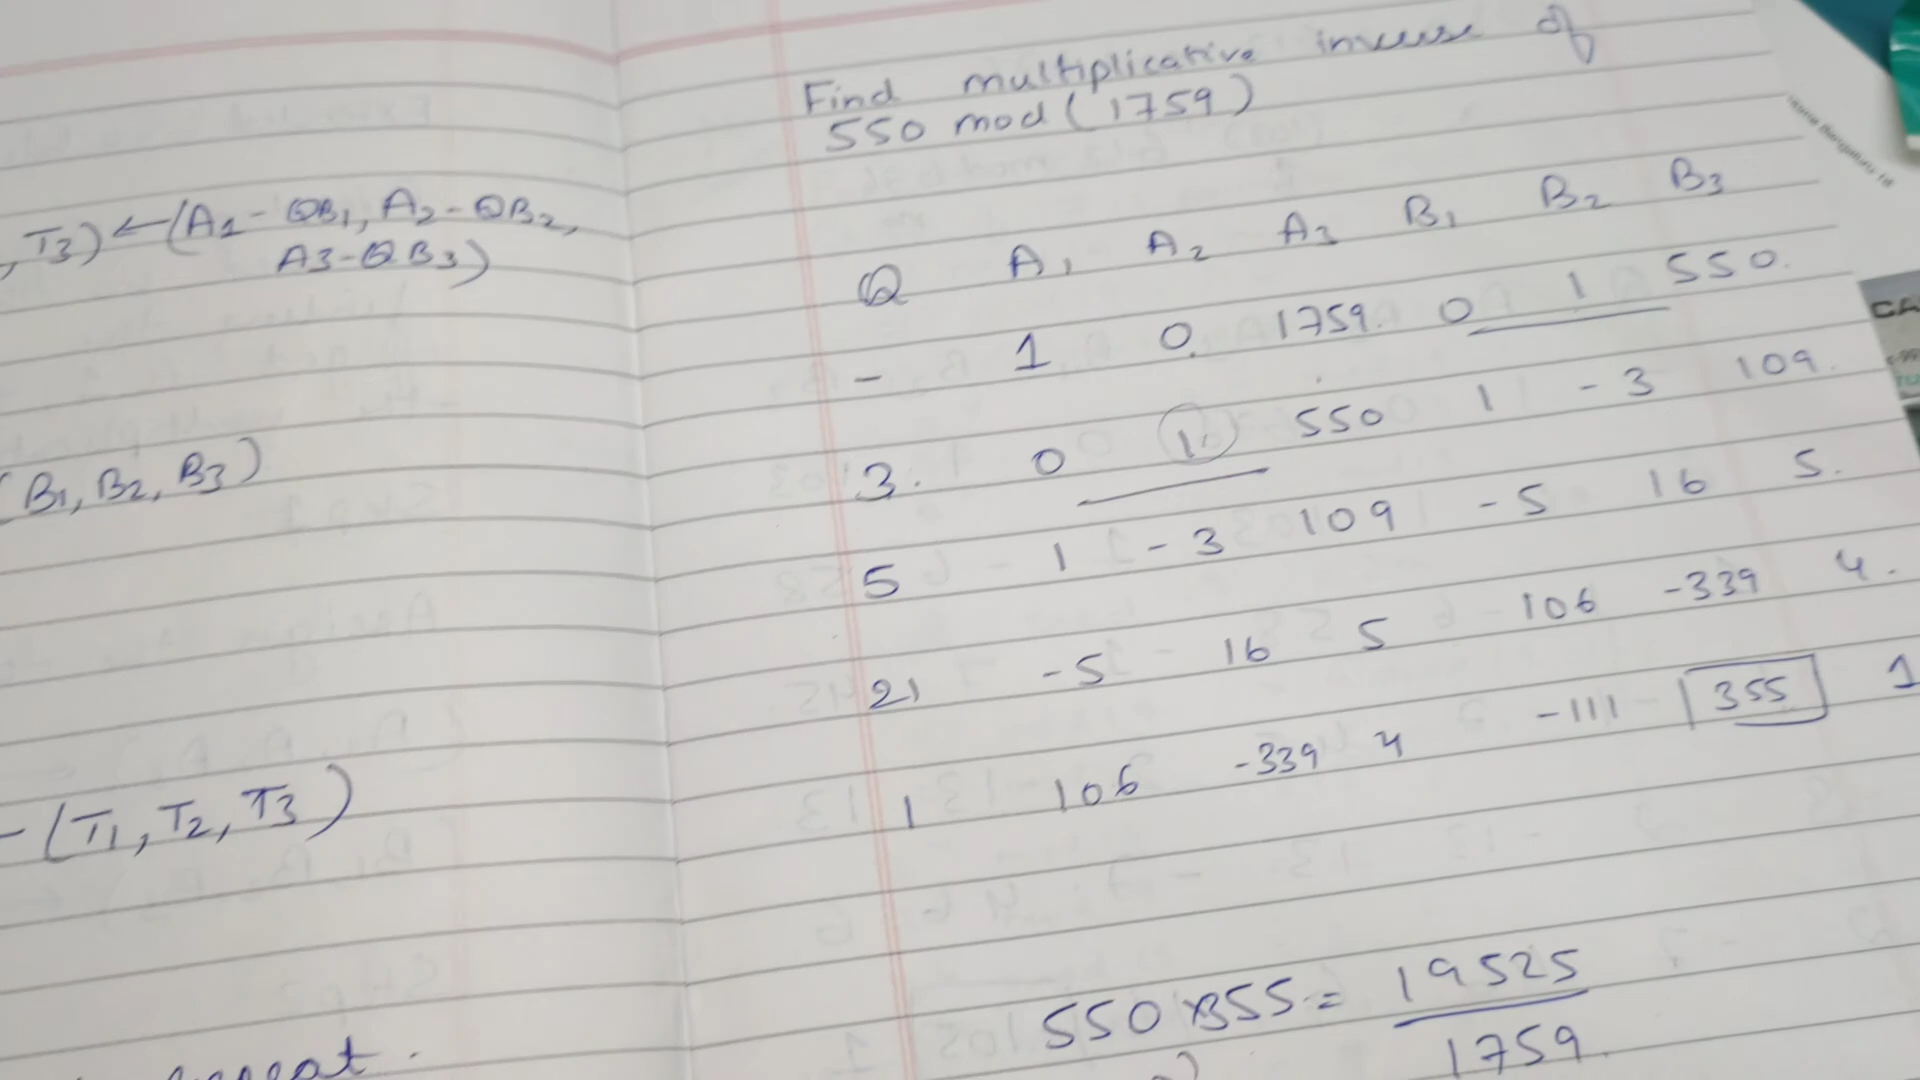 , T3) ← (A1 - QB1, A2 - QB2,
A3 - QB3)
(B1, B2, B3)
- (T1, T2, T3)
Find multiplicative inverse of
550 mod (1759)
Q A1 A2 A3 B1 B2 B3
- 1 0. 1759. 0 1 550.
3. 0 1. 550 1 -3 109.
5 1 -3 109 -5 16 5.
21 -5 16 5 106 -339 4.
1 106 -339 4 -111 355 1
550 x355 = 19525
1759.